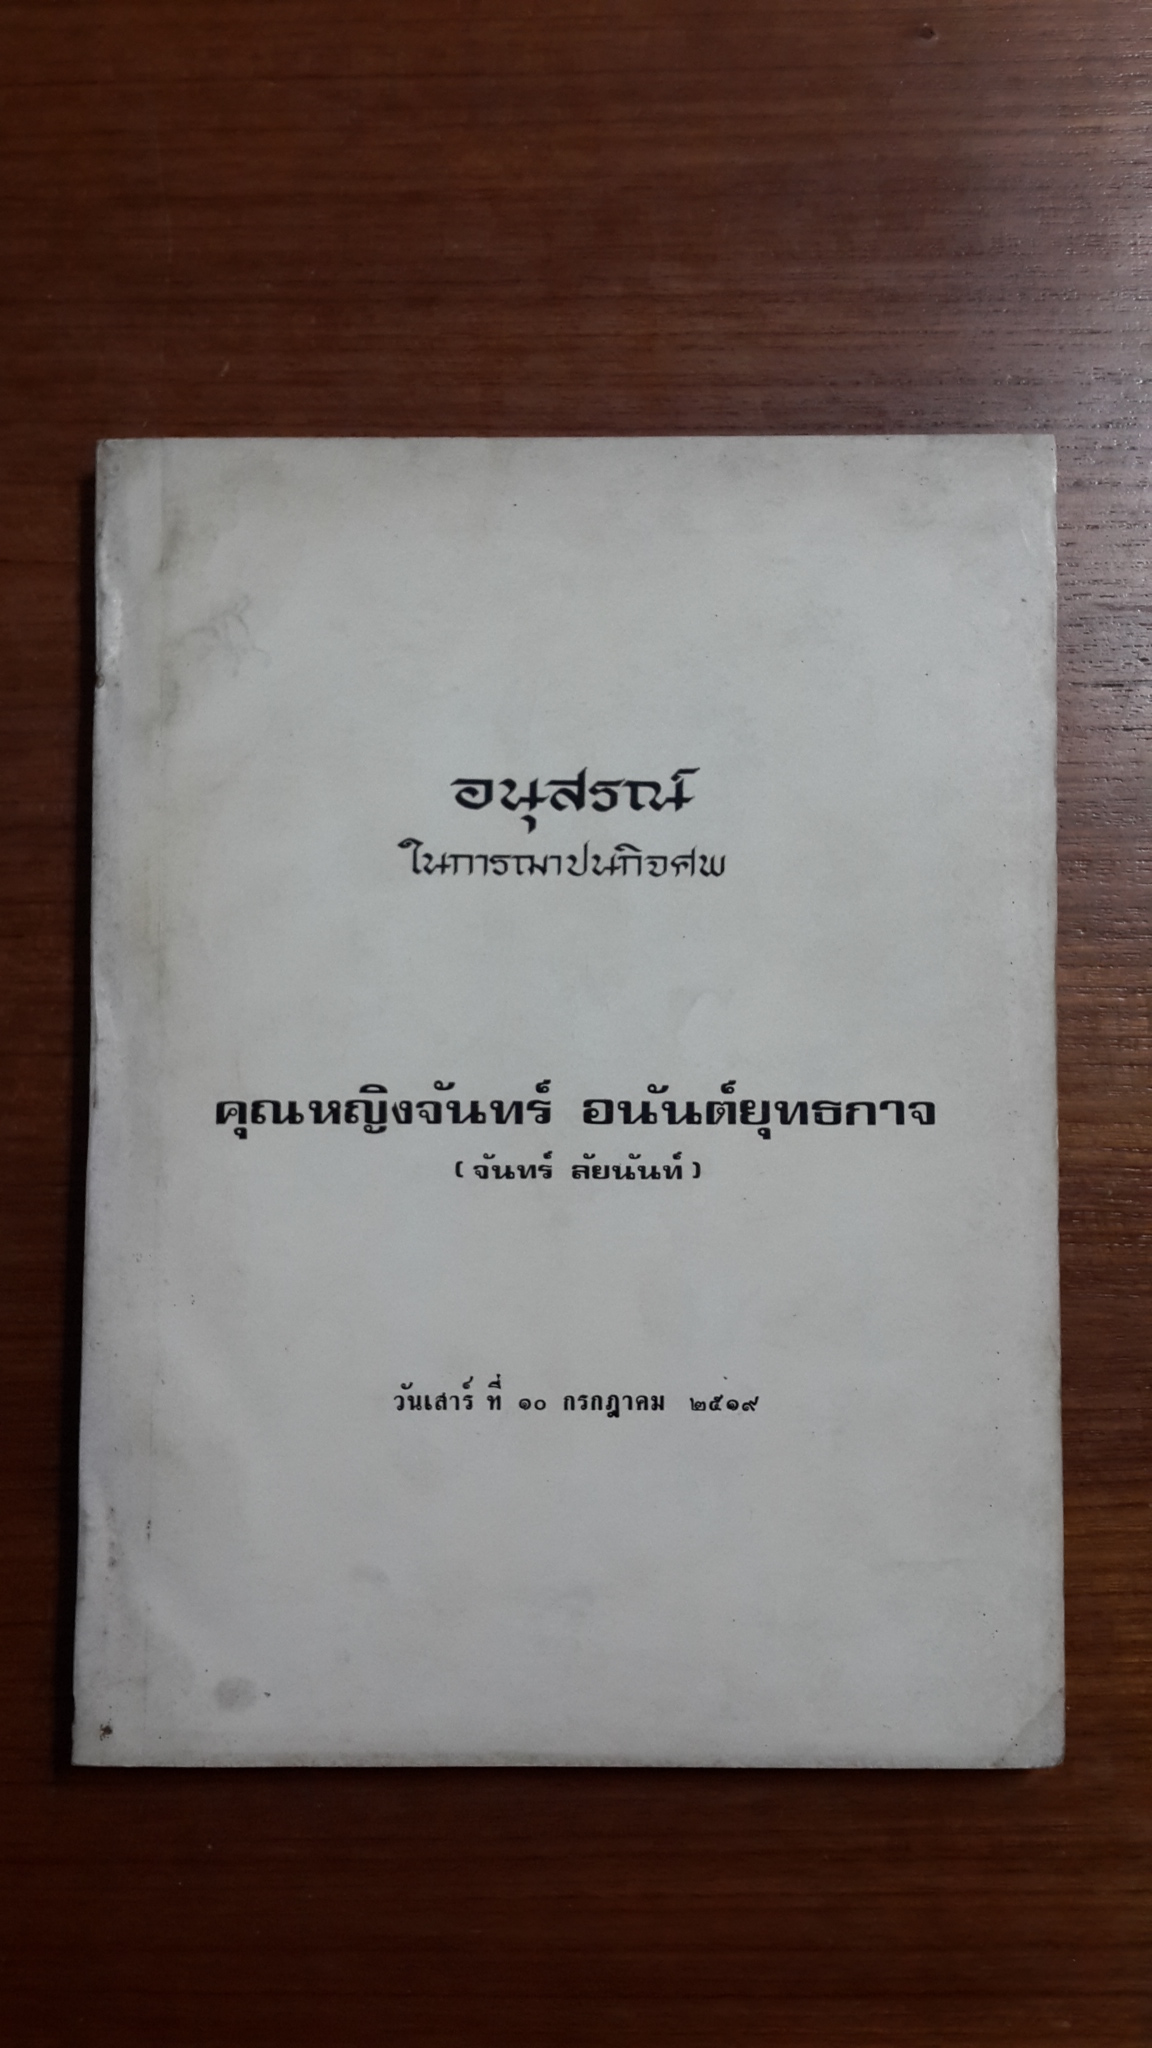 อนุสรณ์
ในการฌาปนกิจศพ
คุณหญิงจันทร์ อนันต์ยุทธกาจ
( จันทร์ ลัยนันท์ )
วันเสาร์ ที่ ๑๐ กรกฎาคม ๒๕๑๙